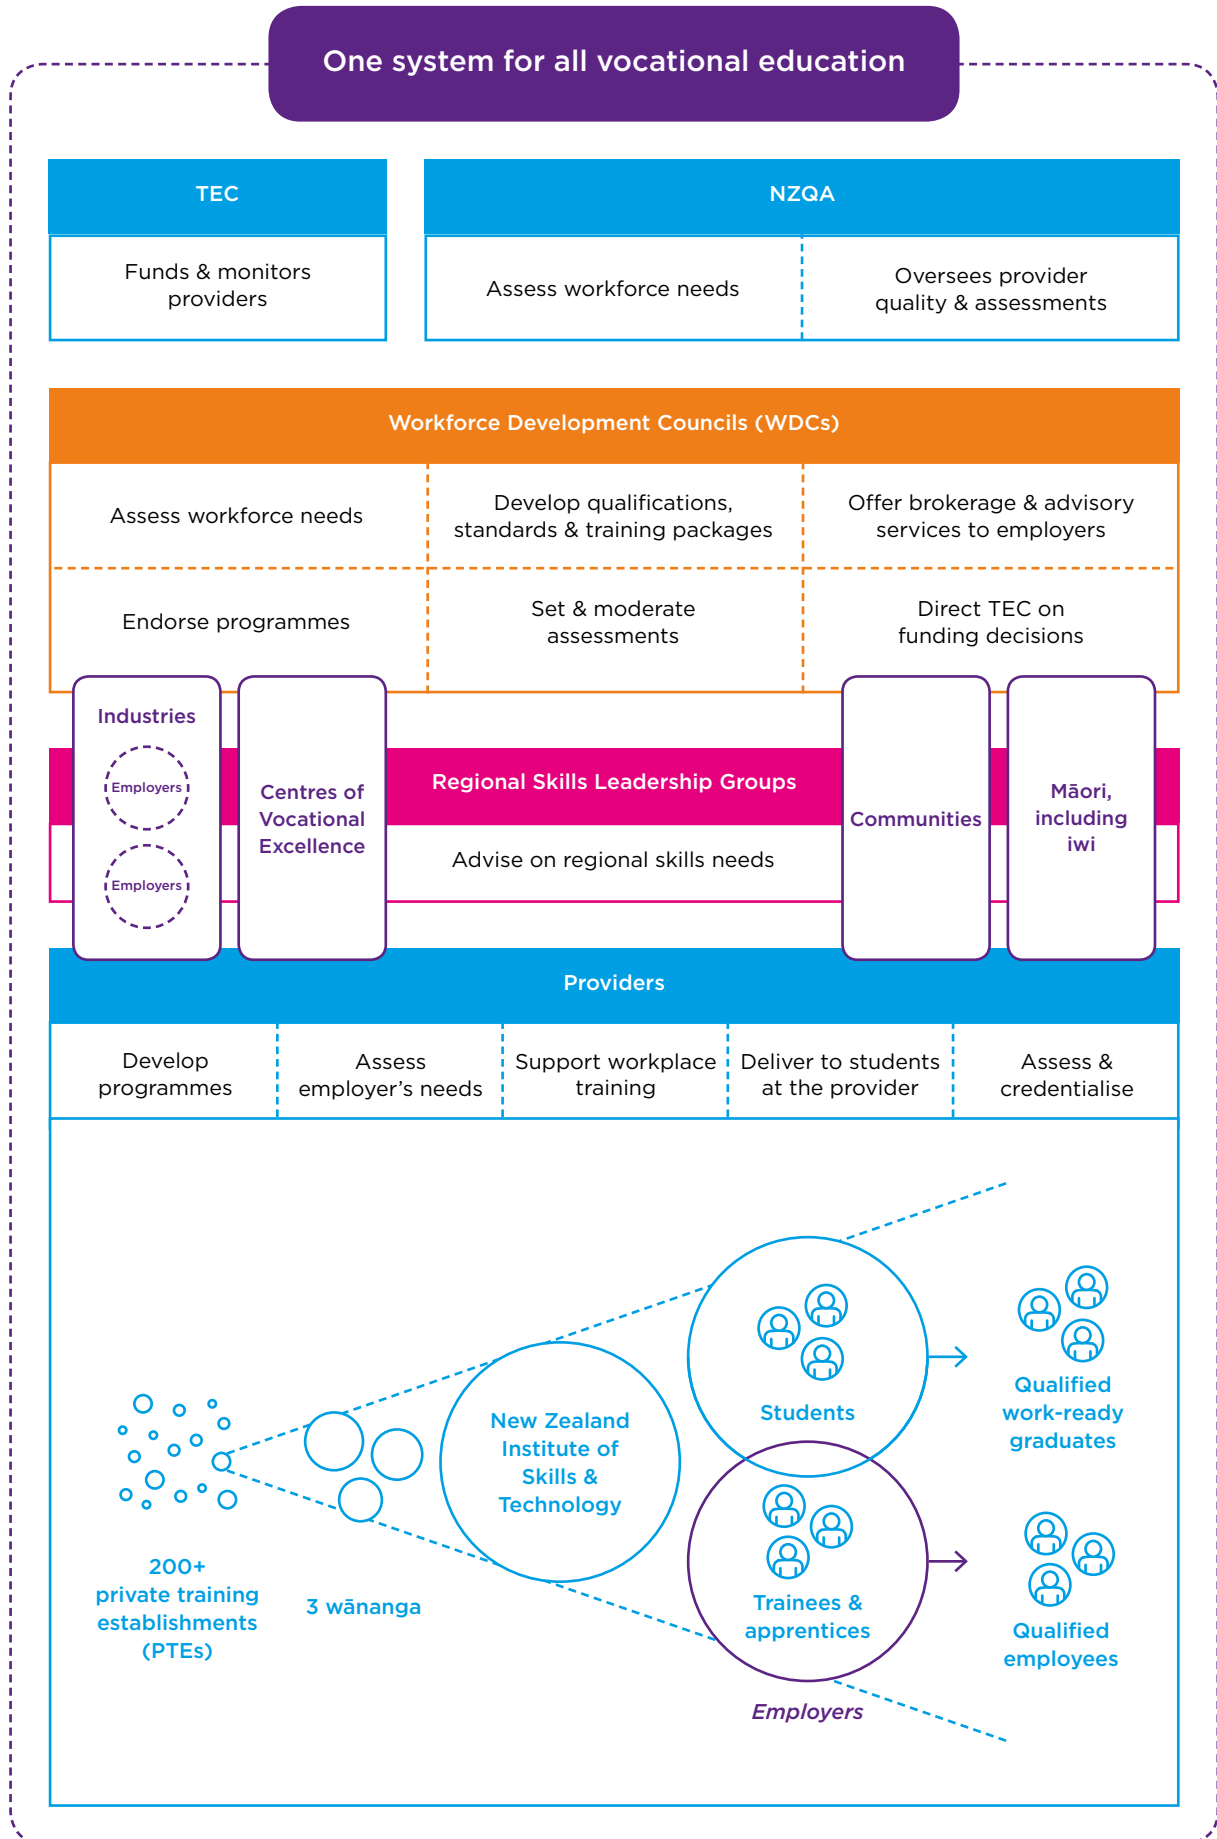 One system for all vocational education
TEC
Funds & monitors
providers
NZQA
Assess workforce needs
Oversees provider
quality & assessments
Workforce Development Councils (WDCs)
Assess workforce needs
Develop qualifications,
standards & training packages
Offer brokerage & advisory
services to employers
Endorse programmes
Set & moderate
assessments
Direct TEC on
funding decisions
Industries
Employers
Employers
Centres of
Vocational
Excellence
Regional Skills Leadership Groups
Advise on regional skills needs
Communities
Māori,
including
iwi
Providers
Develop
programmes
Assess
employer's needs
Support workplace
training
Deliver to students
at the provider
Assess &
credentialise
200+
private training
establishments
(PTEs)
3 wānanga
New Zealand
Institute of
Skills &
Technology
Students
Trainees &
apprentices
Employers
Qualified
work-ready
graduates
Qualified
employees